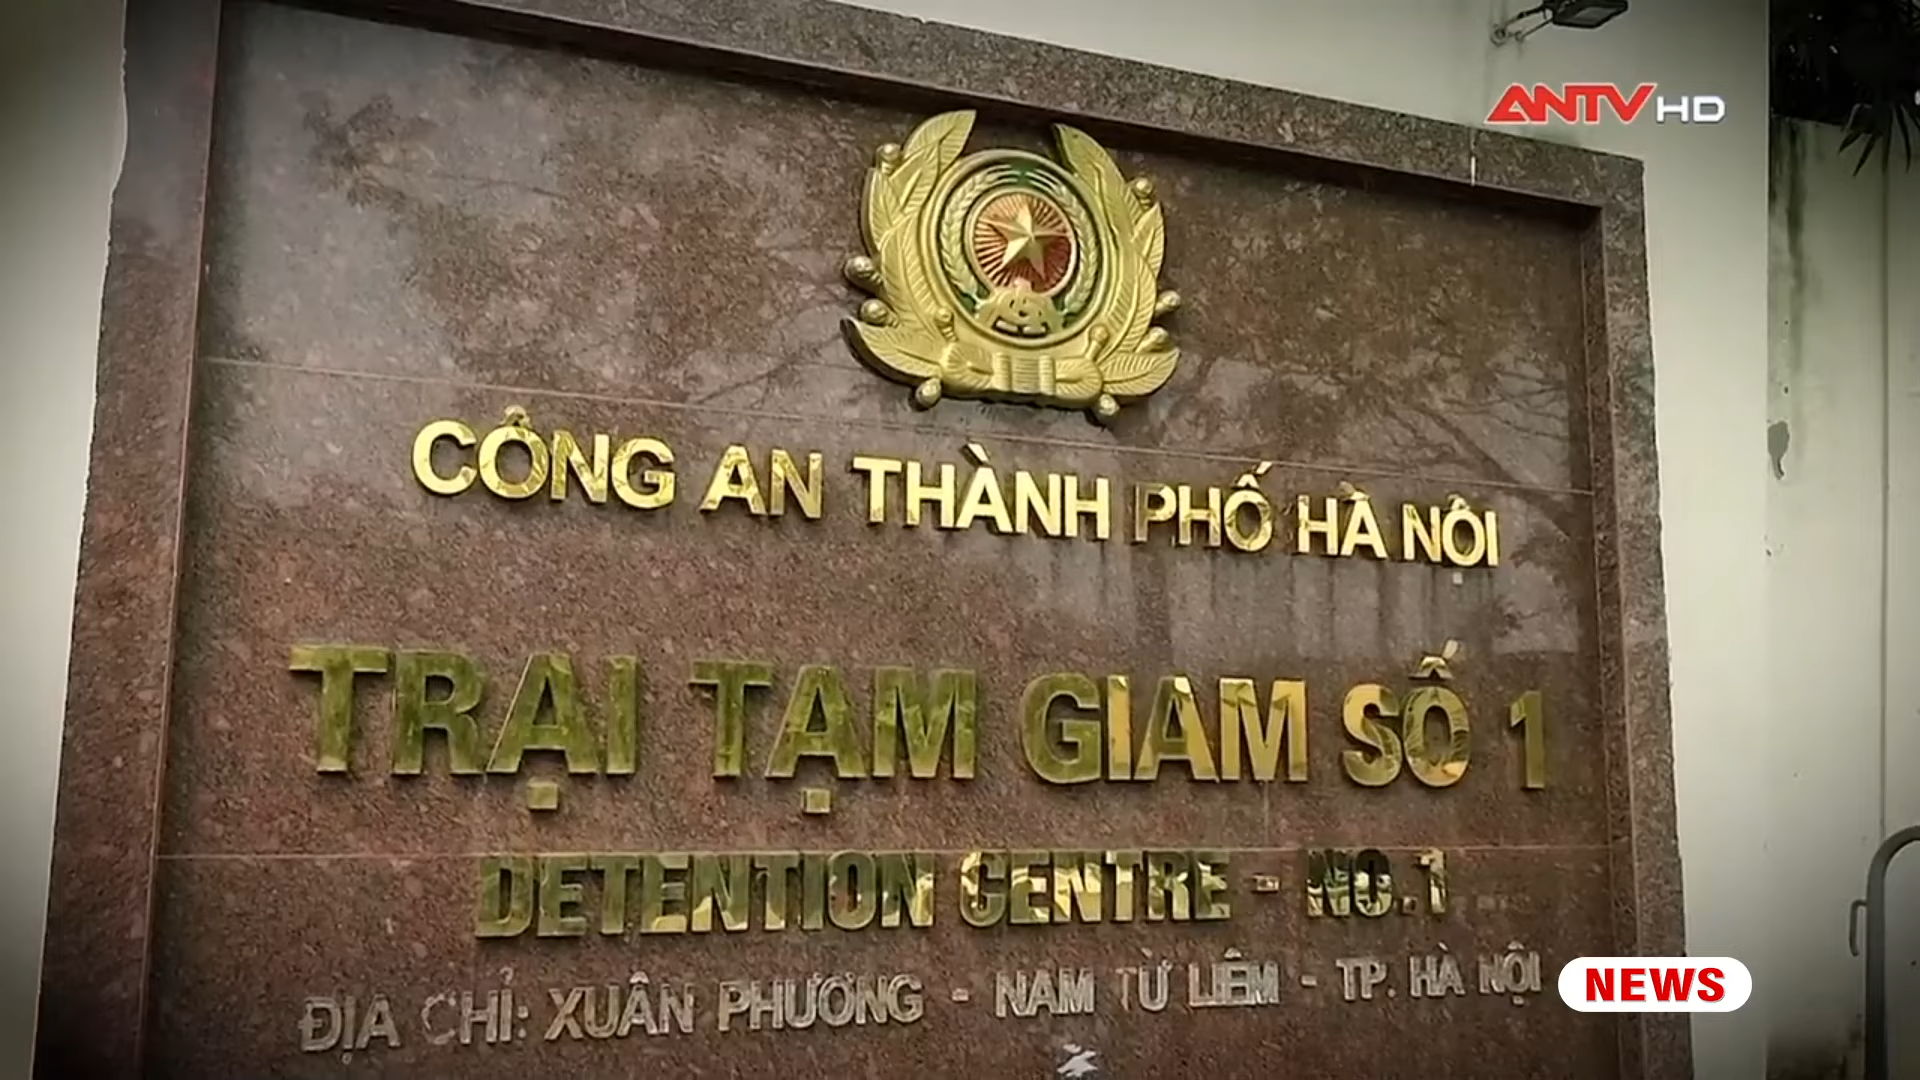 ANTV HD
CÔNG AN THÀNH PHỐ HÀ NỘI
TRẠI TẠM GIAM SỐ 1
DETENTION CENTRE - NO.1
ĐỊA CHỈ: XUÂN PHƯƠNG - NAM TỪ LIÊM - TP. HÀ NỘI
NEWS